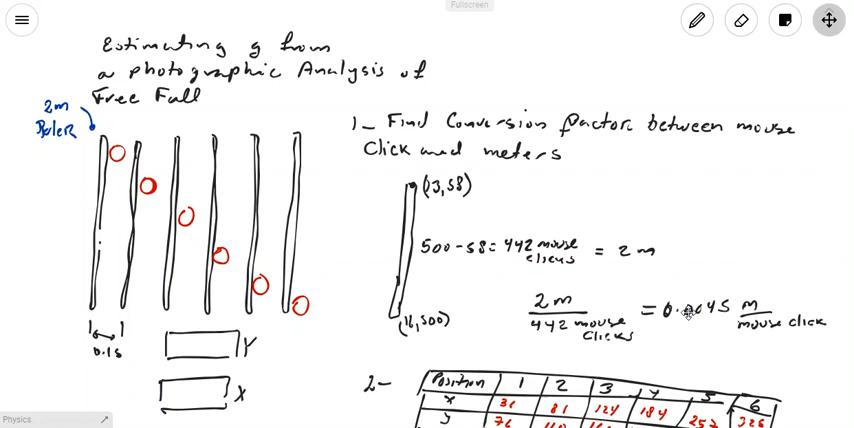 Fullscreen
Estimating g from
a photographic Analysis of
Free Fall
2m
Ruler
0.1s
Y
X
1- Find Conversion factor between mouse
Click and meters
(13,58)
500-58=442 mouse clicks = 2m
(16,500)
2m / 442 mouse clicks = 0.0045 m / mouse click
2-
Position 1 2 3 4 5 6
x 31 81 124 184 257 326
y 76
Physics